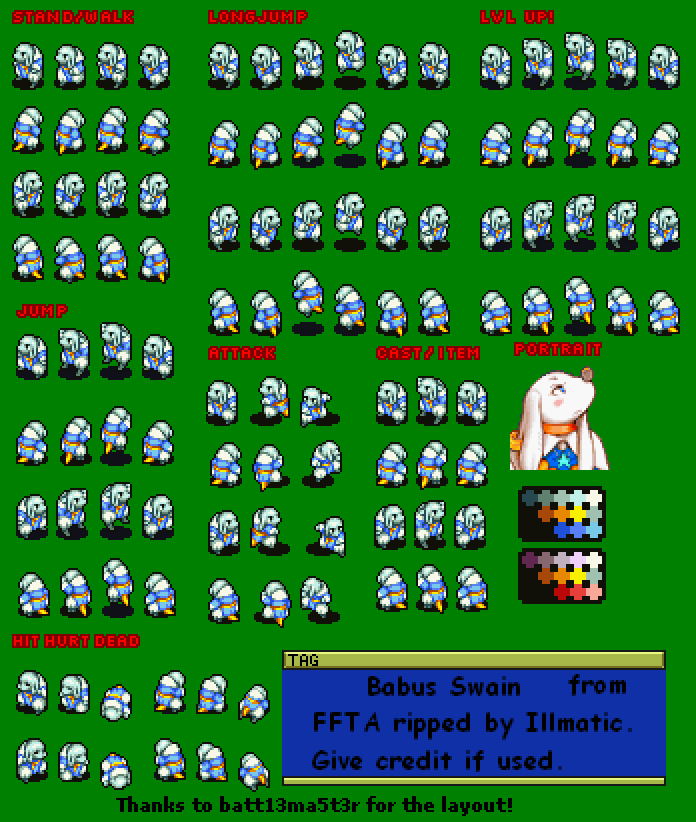 STAND/WALK
LONGJUMP
LVL UP!
JUMP
ATTACK
CAST/ITEM
PORTRAIT
HIT HURT DEAD
TAG
Babus Swain from
FFTA ripped by Illmatic.
Give credit if used.
Thanks to batt13ma5t3r for the layout!